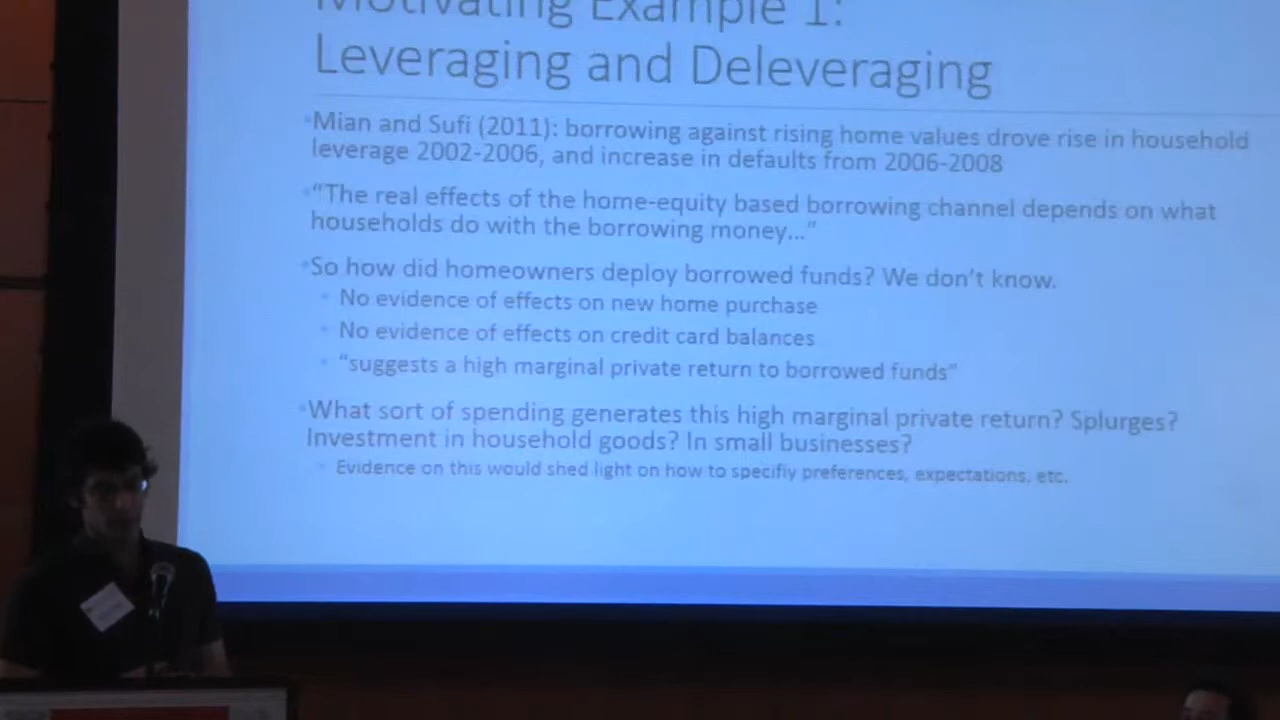 Motivating Example 1:
Leveraging and Deleveraging
Mian and Sufi (2011): borrowing against rising home values drove rise in household
leverage 2002-2006, and increase in defaults from 2006-2008
“The real effects of the home-equity based borrowing channel depends on what
households do with the borrowing money…”
So how did homeowners deploy borrowed funds? We don’t know.
No evidence of effects on new home purchase
No evidence of effects on credit card balances
“suggests a high marginal private return to borrowed funds”
What sort of spending generates this high marginal private return? Splurges?
Investment in household goods? In small businesses?
Evidence on this would shed light on how to specifiy preferences, expectations, etc.